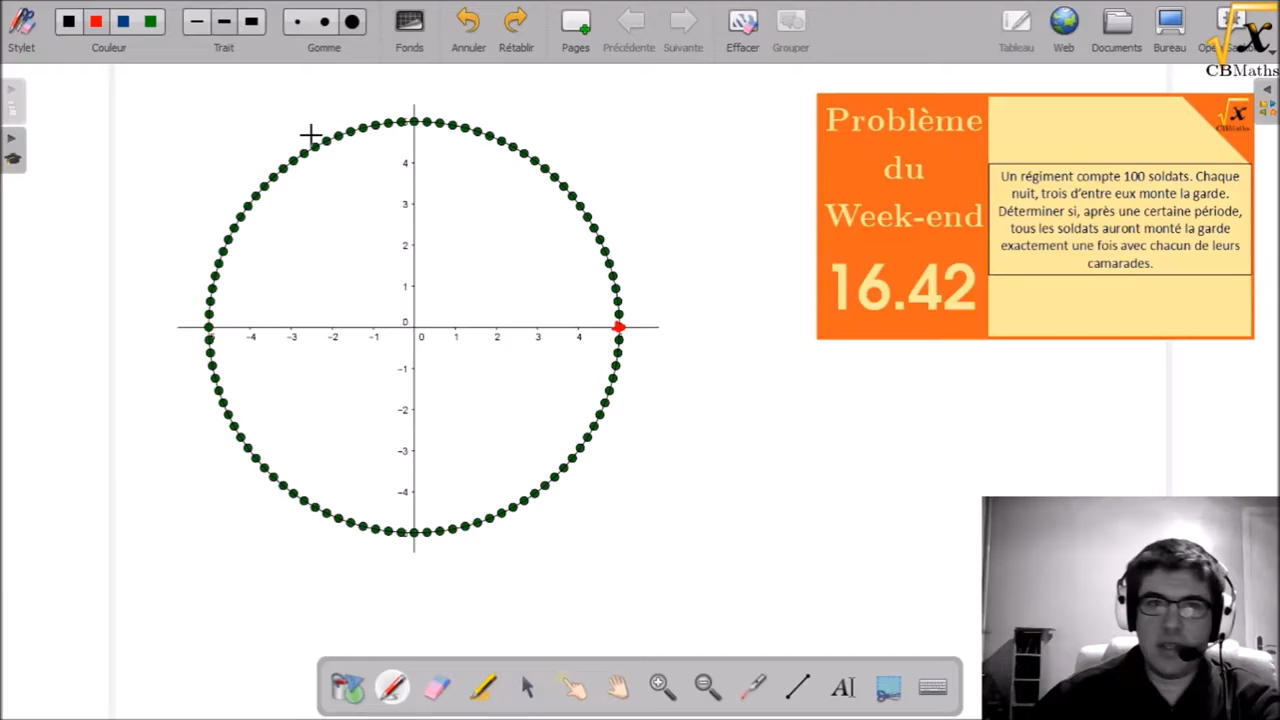 Stylet
Couleur
Trait
Gomme
Fonds
Annuler
Rétablir
Pages
Précédente
Suivante
Effacer
Grouper
Tableau
Web
Documents
Bureau
CBMaths
Problème
du
Week-end
16.42
Un régiment compte 100 soldats. Chaque
nuit, trois d'entre eux monte la garde.
Déterminer si, après une certaine période,
tous les soldats auront monté la garde
exactement une fois avec chacun de leurs
camarades.
4
3
2
1
0
-4 -3 -2 -1 0 1 2 3 4
-1
-2
-3
-4